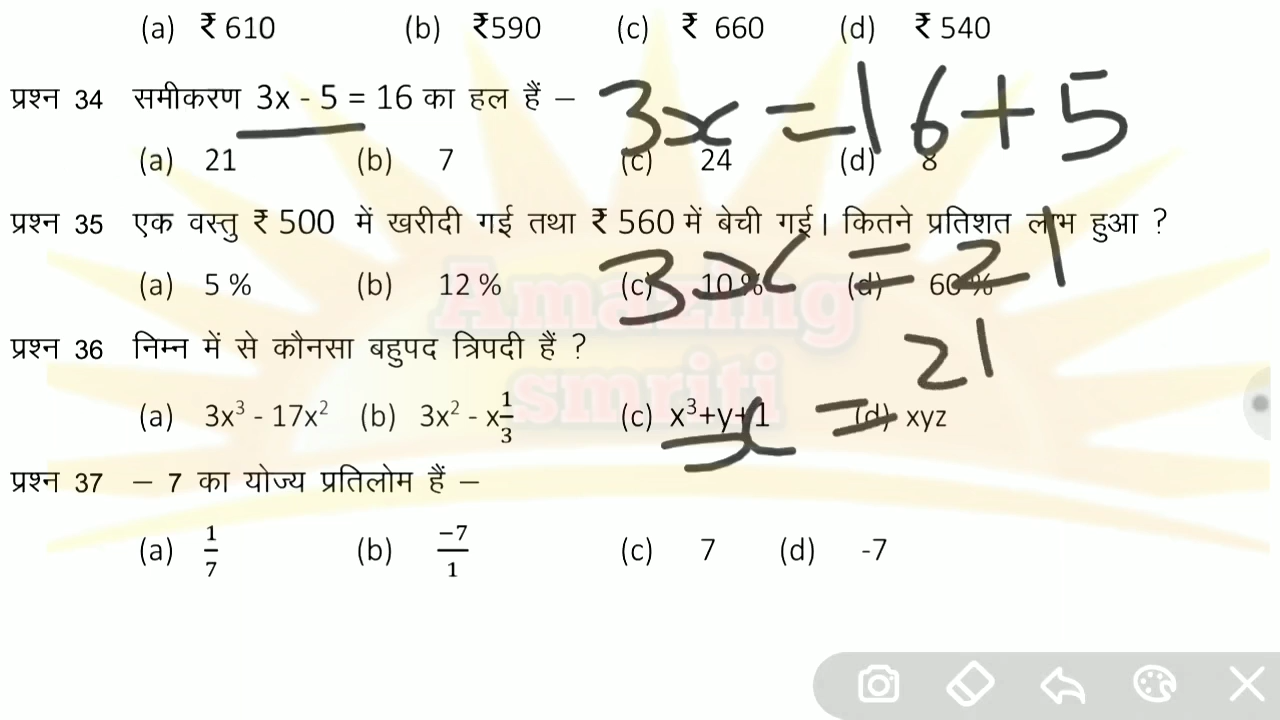 (a) ₹ 610 (b) ₹590 (c) ₹ 660 (d) ₹ 540
प्रश्न 34 समीकरण 3x - 5 = 16 का हल हैं –
3x = 16 + 5
(a) 21 (b) 7 (c) 24 (d) 8
प्रश्न 35 एक वस्तु ₹ 500 में खरीदी गई तथा ₹ 560 में बेची गई। कितने प्रतिशत लाभ हुआ ?
3x = 21
(a) 5 % (b) 12 % (c) 10 % (d) 60 %
Amazing
प्रश्न 36 निम्न में से कौनसा बहुपद त्रिपदी हैं ?
21
smriti
(a) 3x³ - 17x² (b) 3x² - x 1/3 (c) x³+y+1 (d) xyz
x =
प्रश्न 37 – 7 का योज्य प्रतिलोम हैं –
(a) 1/7 (b) -7/1 (c) 7 (d) -7